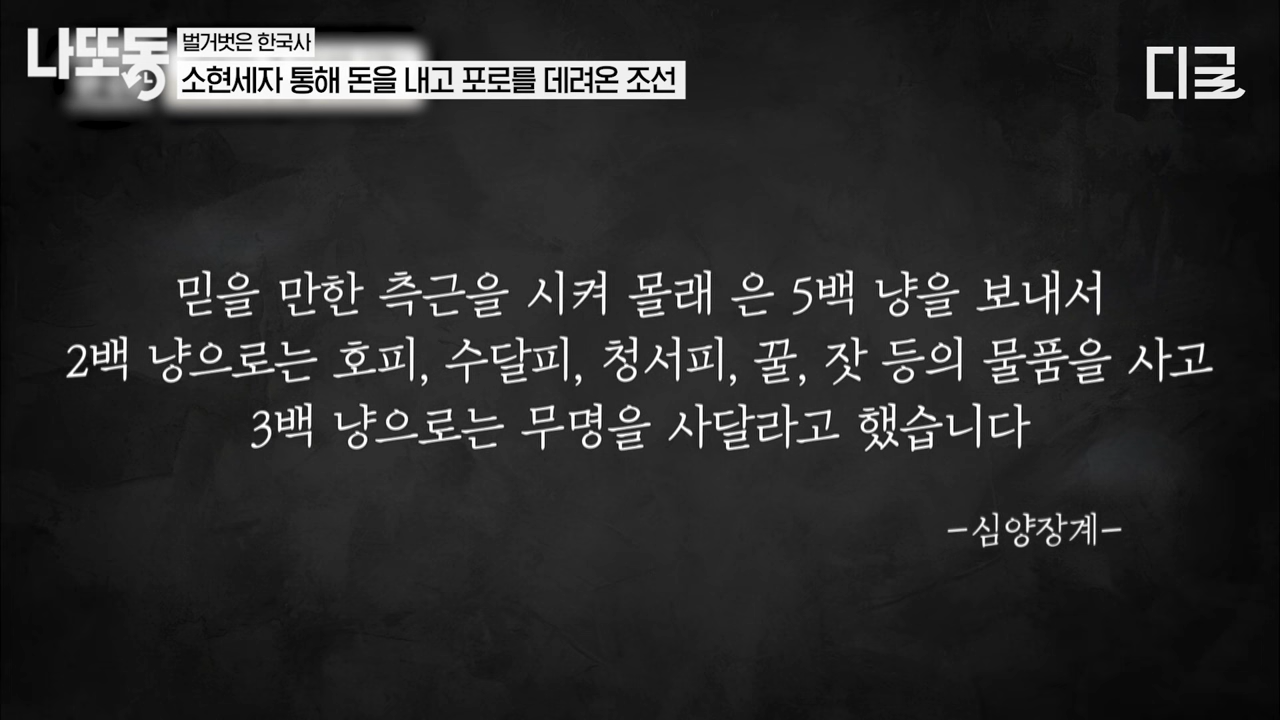 나또동
벌거벗은 한국사
소현세자 통해 돈을 내고 포로를 데려온 조선
디글
믿을 만한 측근을 시켜 몰래 은 5백 냥을 보내서
2백 냥으로는 호피, 수달피, 청서피, 꿀, 잣 등의 물품을 사고
3백 냥으로는 무명을 사달라고 했습니다
-심양장계-